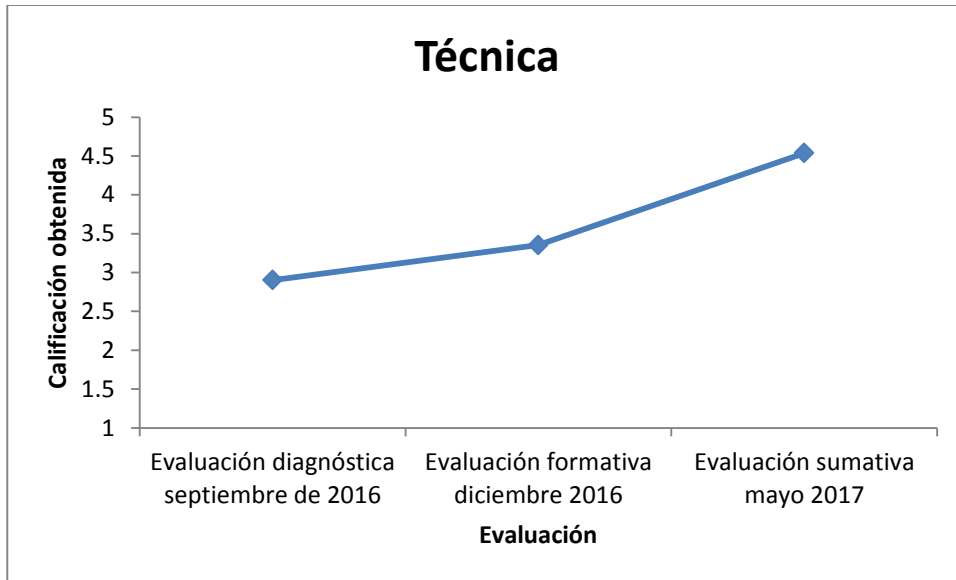 Técnica
Calificación obtenida
5
4.5
4
3.5
3
2.5
2
1.5
1
Evaluación diagnóstica
septiembre de 2016
Evaluación formativa
diciembre 2016
Evaluación sumativa
mayo 2017
Evaluación